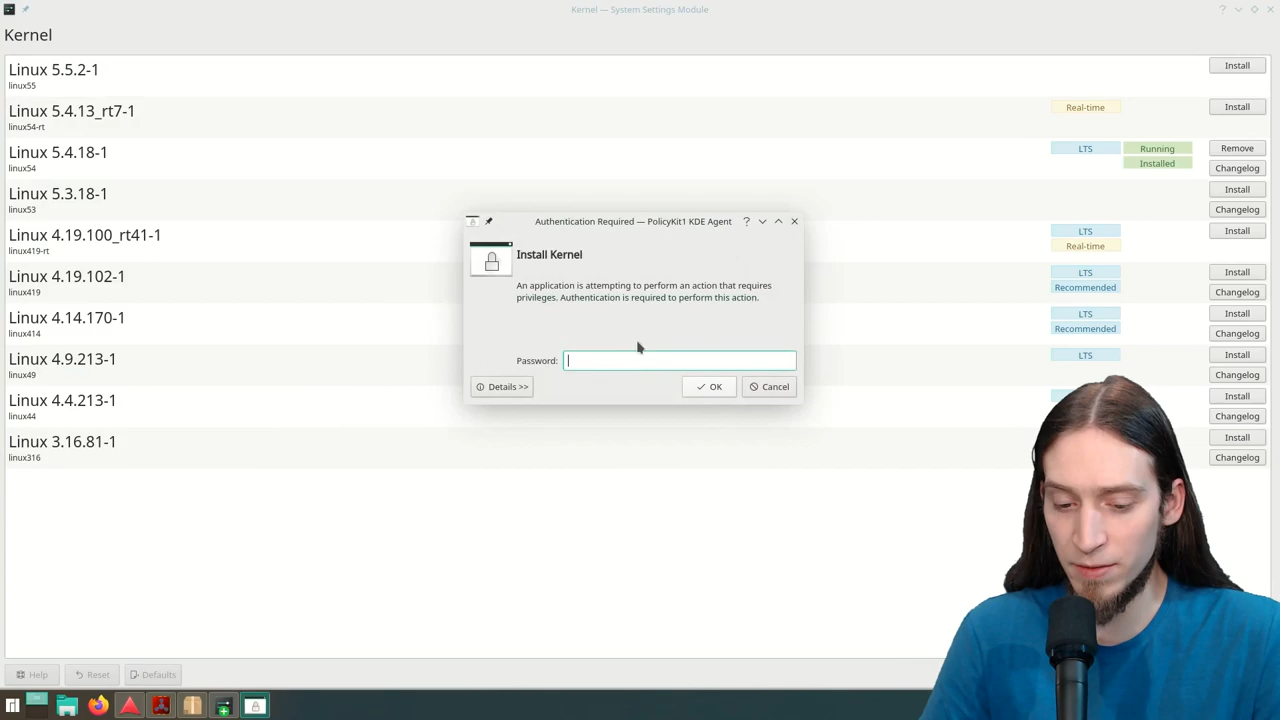 Kernel — System Settings Module
Kernel
Linux 5.5.2-1
linux55
Install
Linux 5.4.13_rt7-1
linux54-rt
Real-time
Install
Linux 5.4.18-1
linux54
LTS
Running
Installed
Remove
Changelog
Linux 5.3.18-1
linux53
Install
Changelog
Linux 4.19.100_rt41-1
linux419-rt
LTS
Real-time
Install
Linux 4.19.102-1
linux419
LTS
Recommended
Install
Changelog
Linux 4.14.170-1
linux414
LTS
Recommended
Install
Changelog
Linux 4.9.213-1
linux49
LTS
Install
Changelog
Linux 4.4.213-1
linux44
Install
Changelog
Linux 3.16.81-1
linux316
Install
Changelog
Authentication Required — PolicyKit1 KDE Agent
Install Kernel
An application is attempting to perform an action that requires
privileges. Authentication is required to perform this action.
Password:
Details >>
OK
Cancel
Help
Reset
Defaults